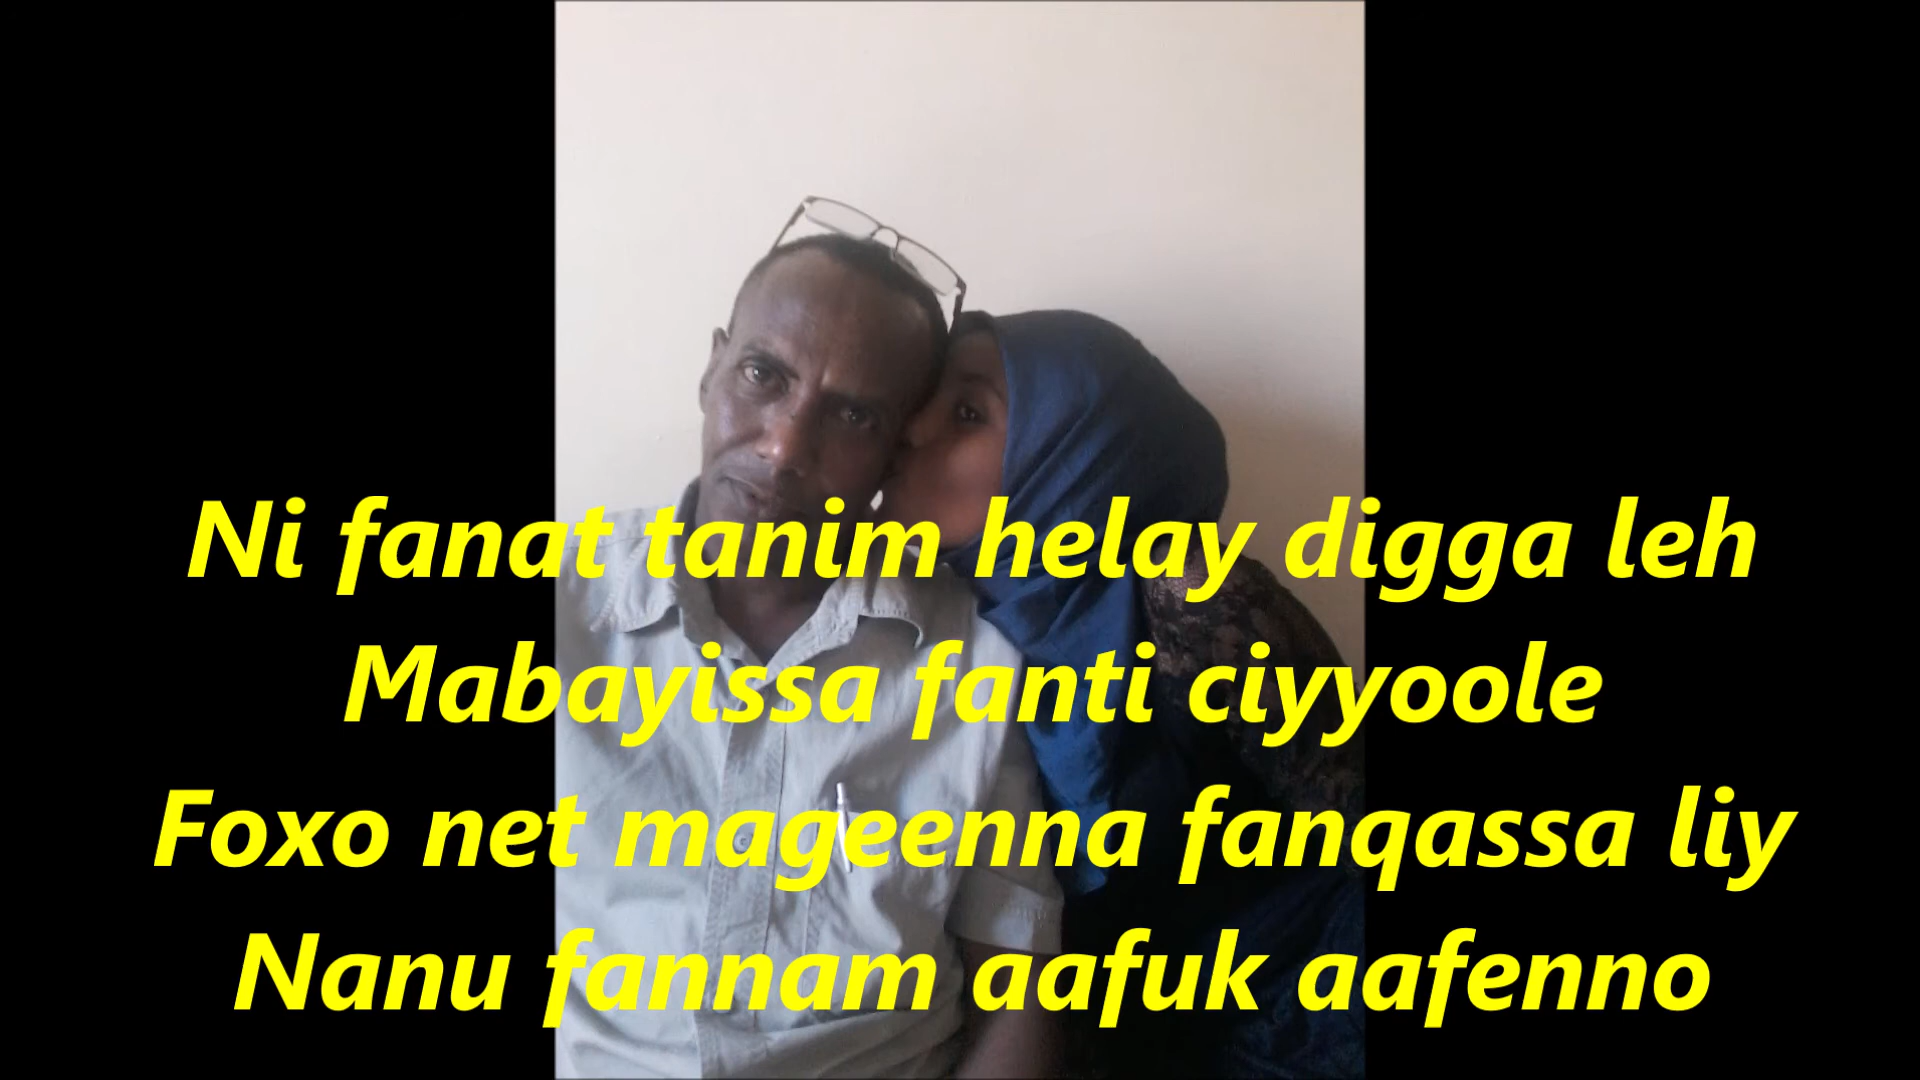 Ni fanat tanim helay digga leh
Mabayissa fanti ciyyoole
Foxo net mageenna fanqassa liy
Nanu fannam aafuk aafenno